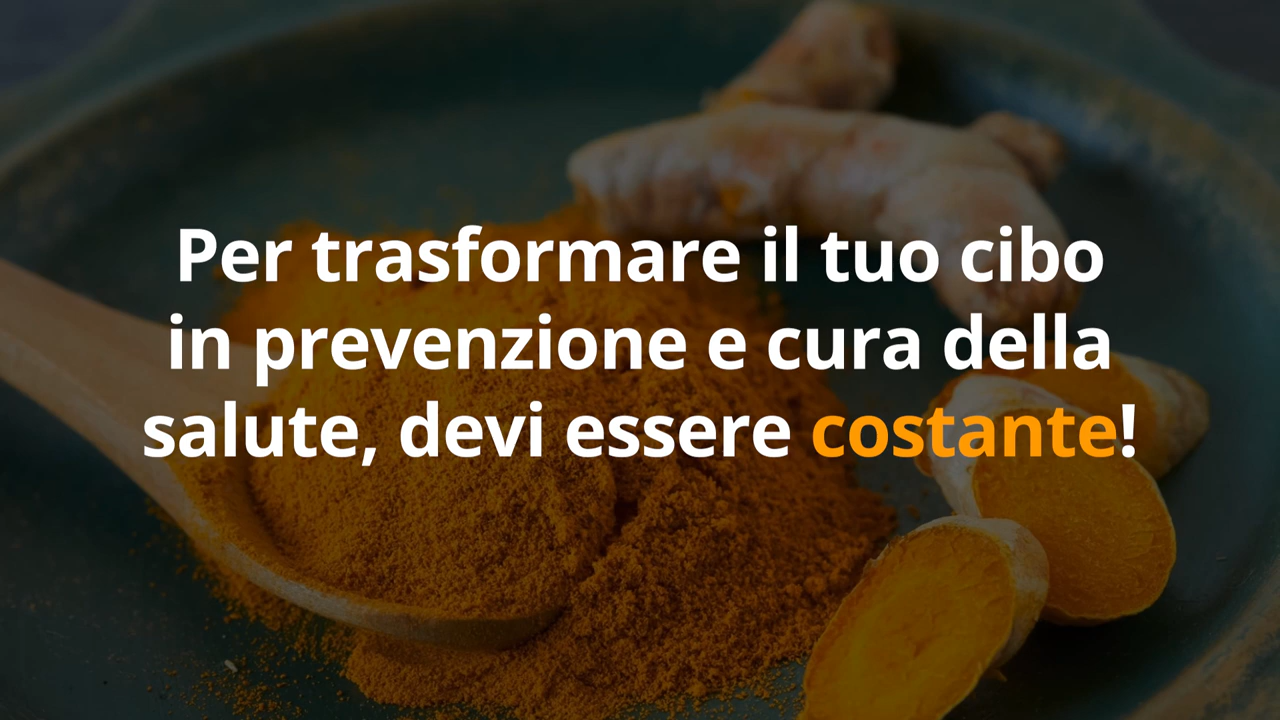 Per trasformare il tuo cibo
in prevenzione e cura della
salute, devi essere costante!